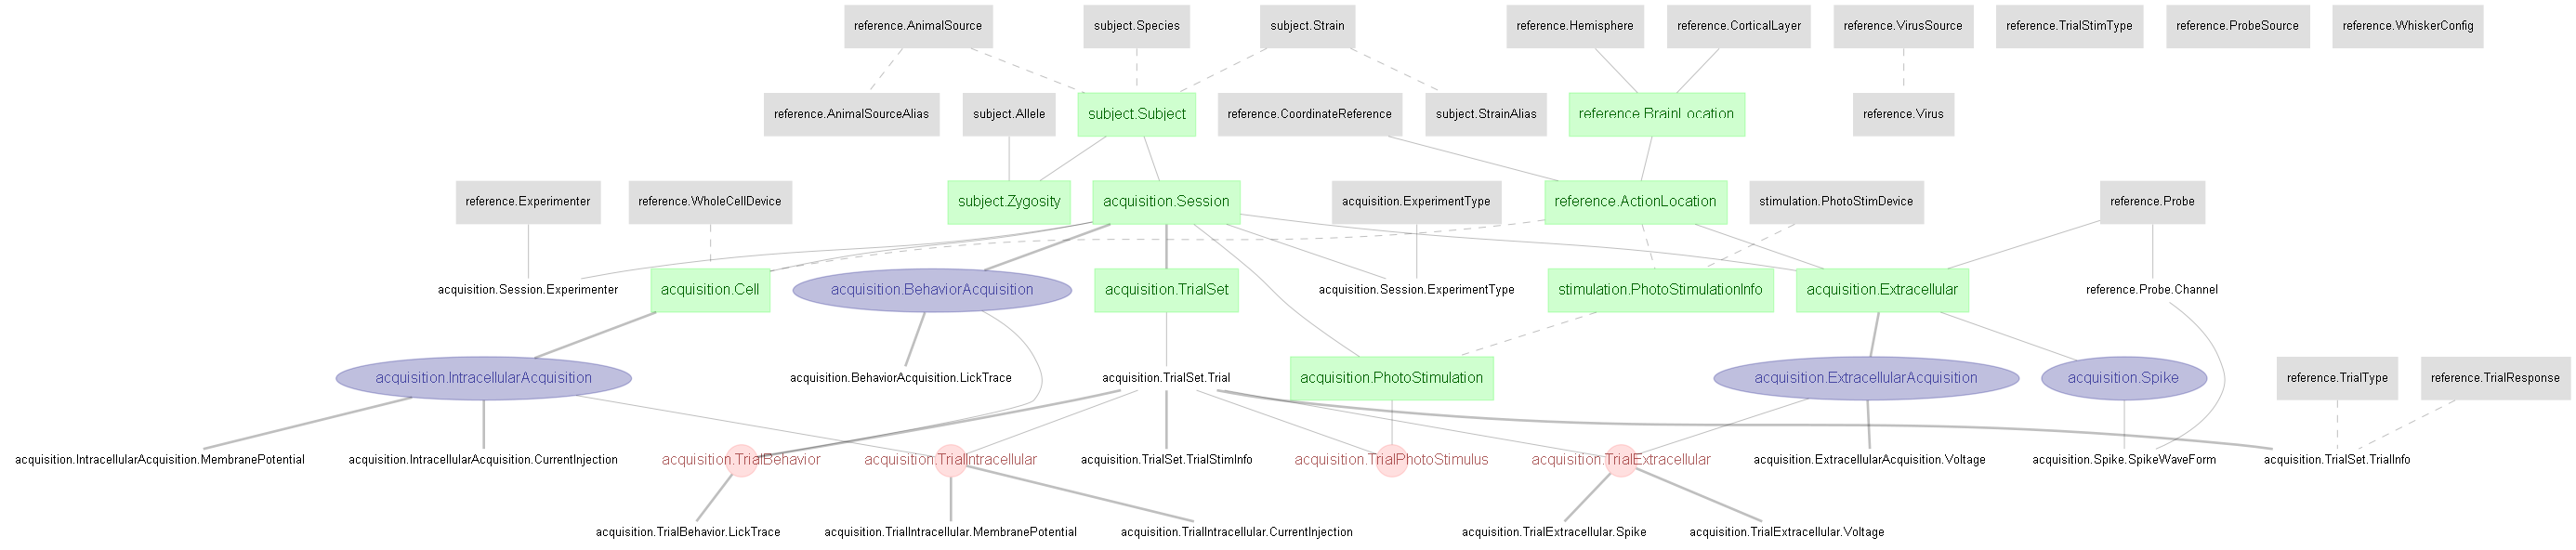 reference.AnimalSource
subject.Species
subject.Strain
reference.Hemisphere
reference.CorticalLayer
reference.VirusSource
reference.TrialStimType
reference.ProbeSource
reference.WhiskerConfig
reference.AnimalSourceAlias
subject.Allele
subject.Subject
reference.CoordinateReference
subject.StrainAlias
reference.BrainLocation
reference.Virus
reference.Experimenter
reference.WholeCellDevice
subject.Zygosity
acquisition.Session
acquisition.ExperimentType
reference.ActionLocation
stimulation.PhotoStimDevice
reference.Probe
acquisition.Session.Experimenter
acquisition.Cell
acquisition.BehaviorAcquisition
acquisition.TrialSet
acquisition.Session.ExperimentType
stimulation.PhotoStimulationInfo
acquisition.Extracellular
reference.Probe.Channel
acquisition.IntracellularAcquisition
acquisition.BehaviorAcquisition.LickTrace
acquisition.TrialSet.Trial
acquisition.PhotoStimulation
acquisition.ExtracellularAcquisition
acquisition.Spike
reference.TrialType
reference.TrialResponse
acquisition.IntracellularAcquisition.MembranePotential
acquisition.IntracellularAcquisition.CurrentInjection
acquisition.TrialBehavior
acquisition.TrialIntracellular
acquisition.TrialSet.TrialStimInfo
acquisition.TrialPhotoStimulus
acquisition.TrialExtracellular
acquisition.ExtracellularAcquisition.Voltage
acquisition.Spike.SpikeWaveForm
acquisition.TrialSet.TrialInfo
acquisition.TrialBehavior.LickTrace
acquisition.TrialIntracellular.MembranePotential
acquisition.TrialIntracellular.CurrentInjection
acquisition.TrialExtracellular.Spike
acquisition.TrialExtracellular.Voltage